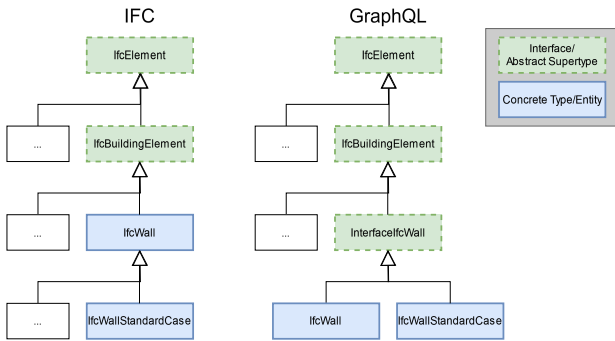 IFC
GraphQL
IfcElement
IfcElement
Interface/
Abstract Supertype
Concrete Type/Entity
...
IfcBuildingElement
...
IfcBuildingElement
...
IfcWall
...
InterfaceIfcWall
...
IfcWallStandardCase
IfcWall
IfcWallStandardCase